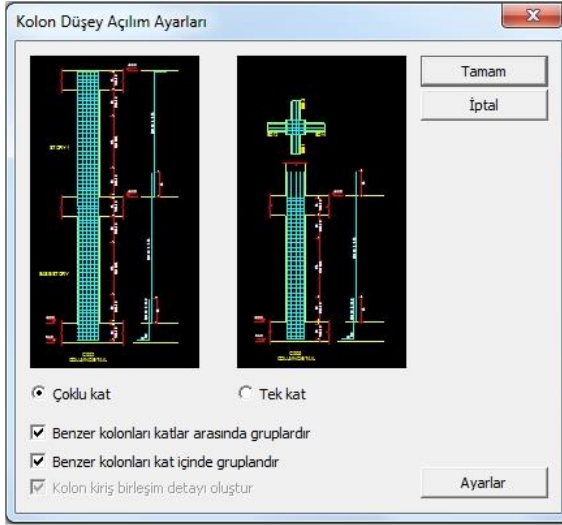 Kolon Düşey Açılım Ayarları
Tamam
İptal
STORY1
Çoklu kat
Tek kat
Benzer kolonları katlar arasında gruplardır
Benzer kolonları kat içinde gruplandır
Kolon kiriş birleşim detayı oluştur
Ayarlar